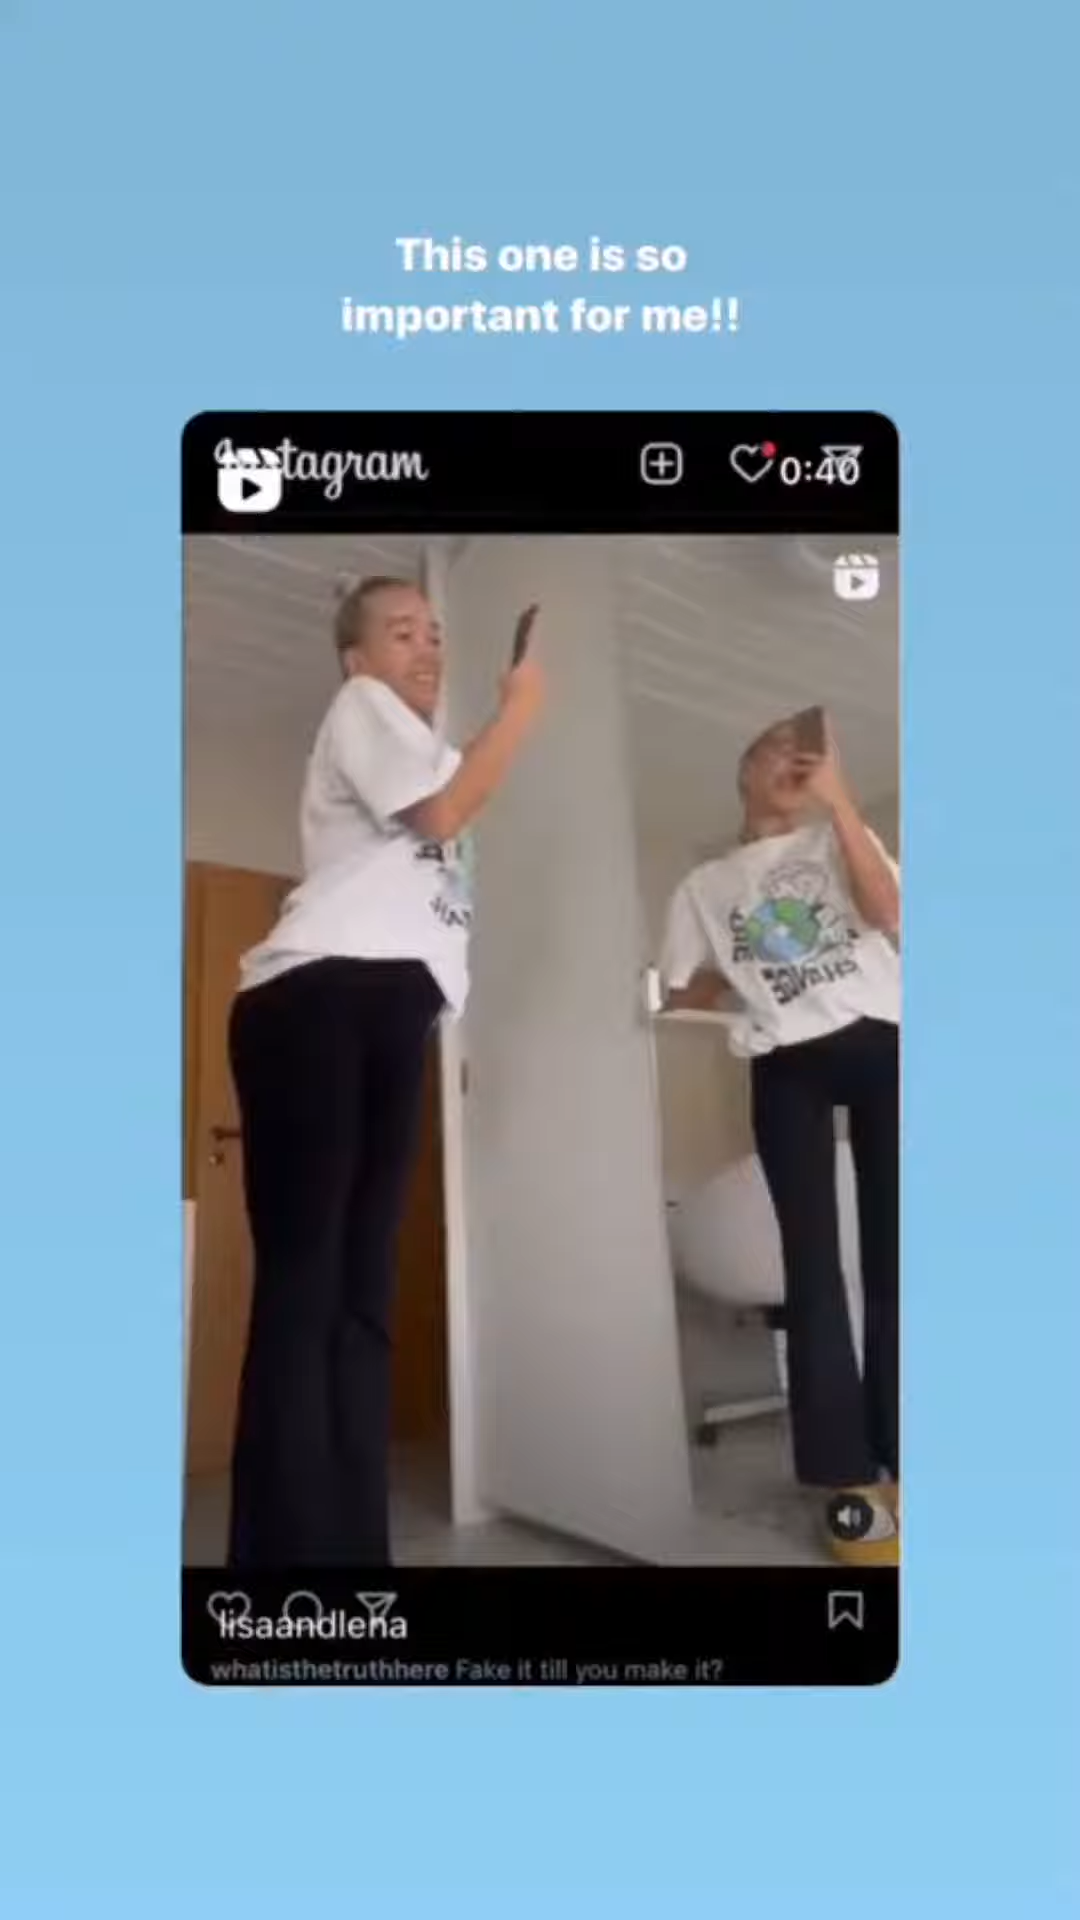 This one is so
important for me!!
Instagram
0:40
lisaandlena
whatisthetruthhere Fake it till you make it?